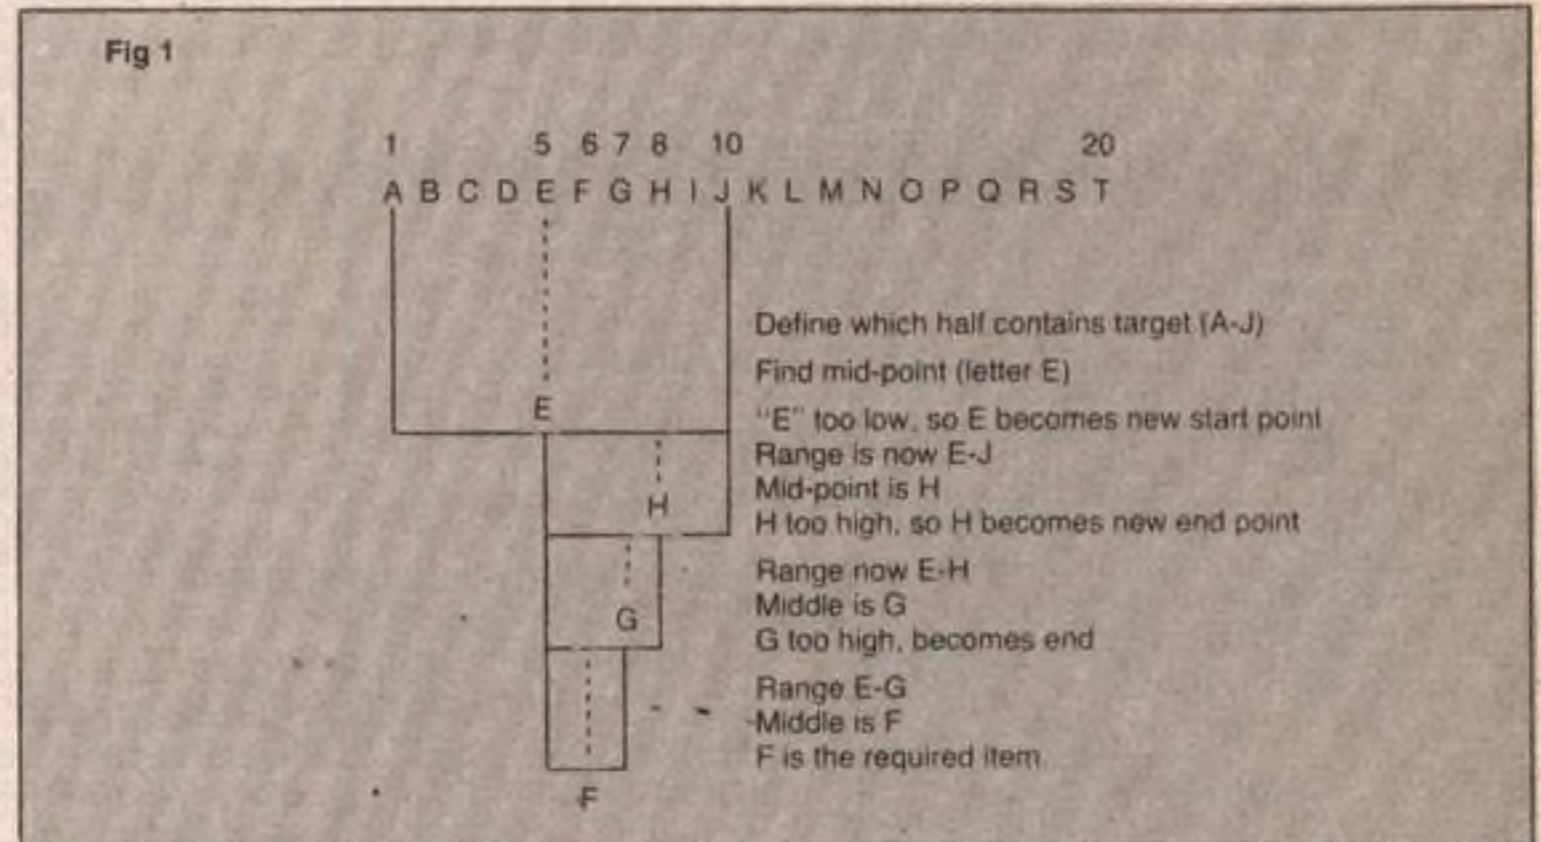 Fig 1
1 5 6 7 8 10 20
A B C D E F G H I J K L M N O P Q R S T
Define which half contains target (A-J)
Find mid-point (letter E)
E
"E" too low, so E becomes new start point
Range is now E-J
Mid-point is H
H
H too high, so H becomes new end point
Range now E-H
Middle is G
G
G too high, becomes end
Range E-G
Middle is F
F is the required item
F